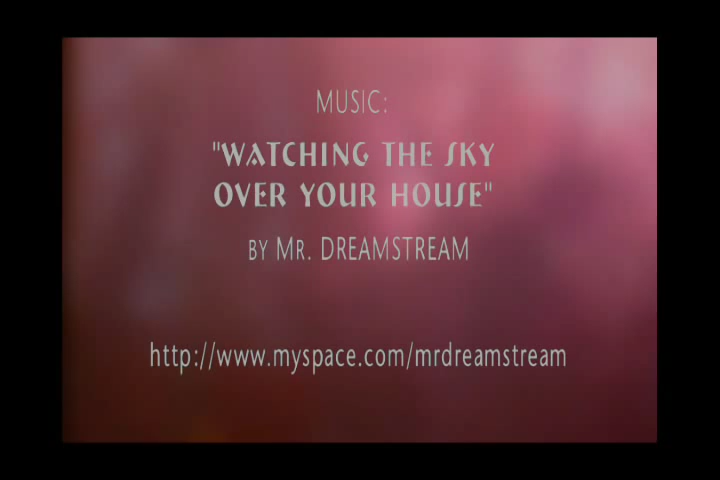 MUSIC:
"WATCHING THE SKY
OVER YOUR HOUSE"
BY MR. DREAMSTREAM
http://www.myspace.com/mrdreamstream